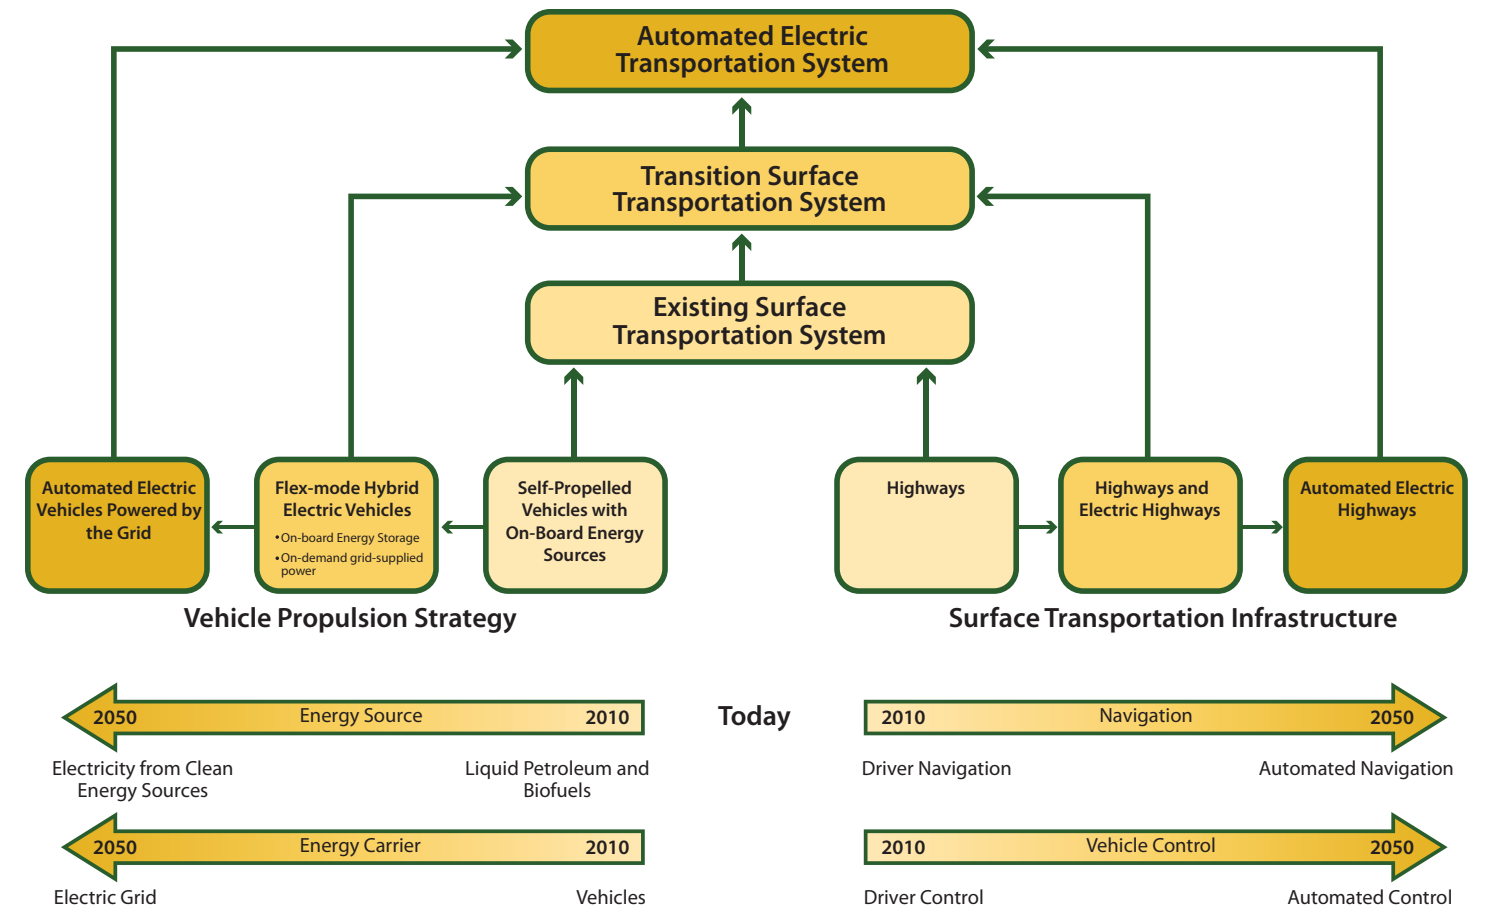 Automated Electric
Transportation System
Transition Surface
Transportation System
Existing Surface
Transportation System
Automated Electric
Vehicles Powered by
the Grid
Flex-mode Hybrid
Electric Vehicles
•On-board Energy Storage
•On-demand grid-supplied
power
Self-Propelled
Vehicles with
On-Board Energy
Sources
Highways
Highways and
Electric Highways
Automated Electric
Highways
Vehicle Propulsion Strategy
Surface Transportation Infrastructure
2050 Energy Source 2010
Today
2010 Navigation 2050
Electricity from Clean
Energy Sources
Liquid Petroleum and
Biofuels
Driver Navigation
Automated Navigation
2050 Energy Carrier 2010
2010 Vehicle Control 2050
Electric Grid
Vehicles
Driver Control
Automated Control